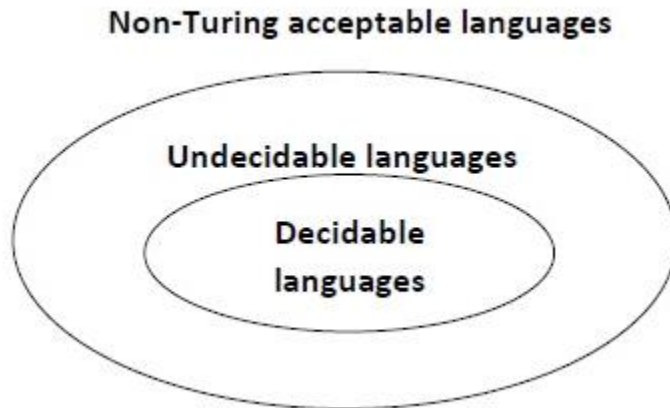 Non-Turing acceptable languages
Undecidable languages
Decidable
languages